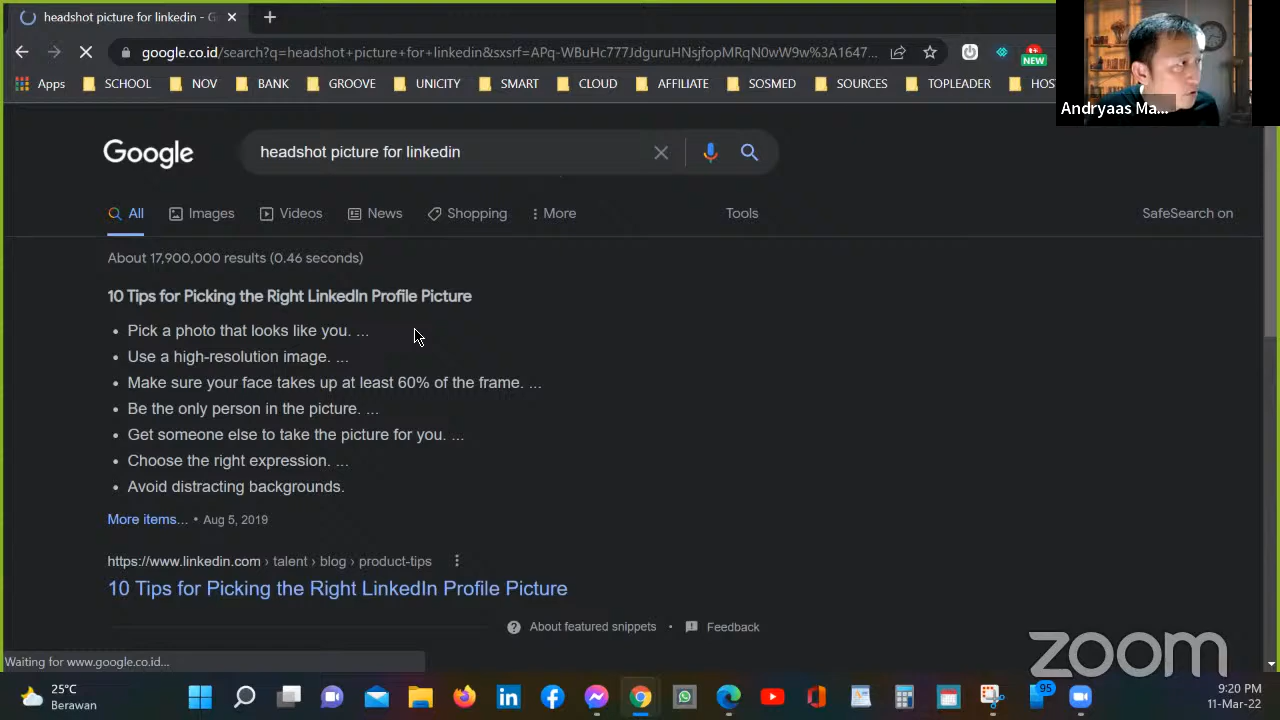 headshot picture for linkedin - G
google.co.id/search?q=headshot+picture+for+linkedin&sxsrf=APq-WBuHc777JdguruHNsjfopMRqN0wW9w%3A1647...
NEW
Apps SCHOOL NOV BANK GROOVE UNITY SMART CLOUD AFFILIATE SOSMED SOURCES TOPLEADER HOS
Andryaas Ma...
Google headshot picture for linkedin
All Images Videos News Shopping More Tools SafeSearch on
About 17,900,000 results (0.46 seconds)
10 Tips for Picking the Right LinkedIn Profile Picture
• Pick a photo that looks like you. ...
• Use a high-resolution image. ...
• Make sure your face takes up at least 60% of the frame. ...
• Be the only person in the picture. ...
• Get someone else to take the picture for you. ...
• Choose the right expression. ...
• Avoid distracting backgrounds.
More items... • Aug 5, 2019
https://www.linkedin.com › talent › blog › product-tips
10 Tips for Picking the Right LinkedIn Profile Picture
About featured snippets • Feedback
zoom
Waiting for www.google.co.id...
25°C
Berawan
95
9:20 PM
11-Mar-22